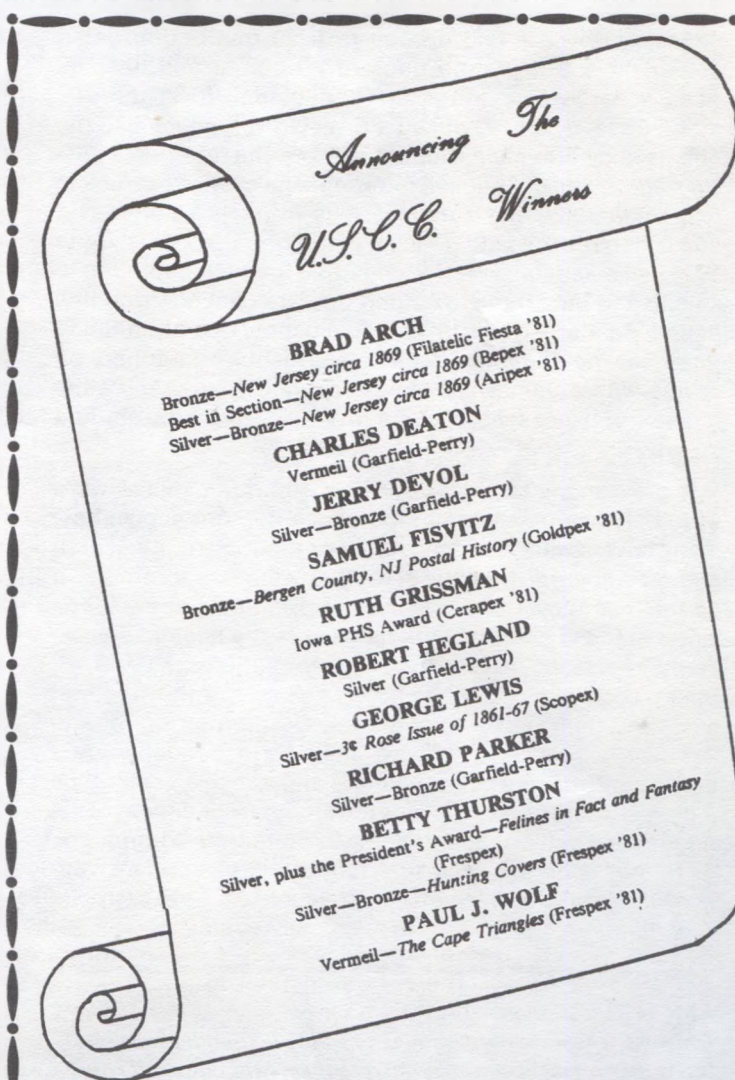 Announcing The
U.S.C.C. Winners
BRAD ARCH
Bronze—New Jersey circa 1869 (Filatelic Fiesta '81)
Best in Section—New Jersey circa 1869 (Bepex '81)
Silver—Bronze—New Jersey circa 1869 (Aripex '81)
CHARLES DEATON
Vermeil (Garfield-Perry)
JERRY DEVOL
Silver—Bronze (Garfield-Perry)
SAMUEL FISVITZ
Bronze—Bergen County, NJ Postal History (Goldpex '81)
RUTH GRISSMAN
Iowa PHS Award (Cerapex '81)
ROBERT HEGLAND
Silver (Garfield-Perry)
GEORGE LEWIS
Silver—3¢ Rose Issue of 1861-67 (Scopex)
RICHARD PARKER
Silver—Bronze (Garfield-Perry)
BETTY THURSTON
Silver, plus the President's Award—Felines in Fact and Fantasy
(Frespex)
Silver—Bronze—Hunting Covers (Frespex '81)
PAUL J. WOLF
Vermeil—The Cape Triangles (Frespex '81)